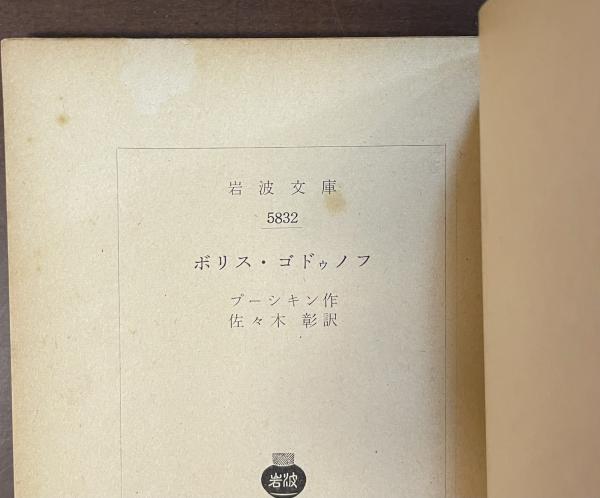 岩波文庫
5832
ボリス・ゴドゥノフ
プーシキン作
佐々木 彰訳
岩波